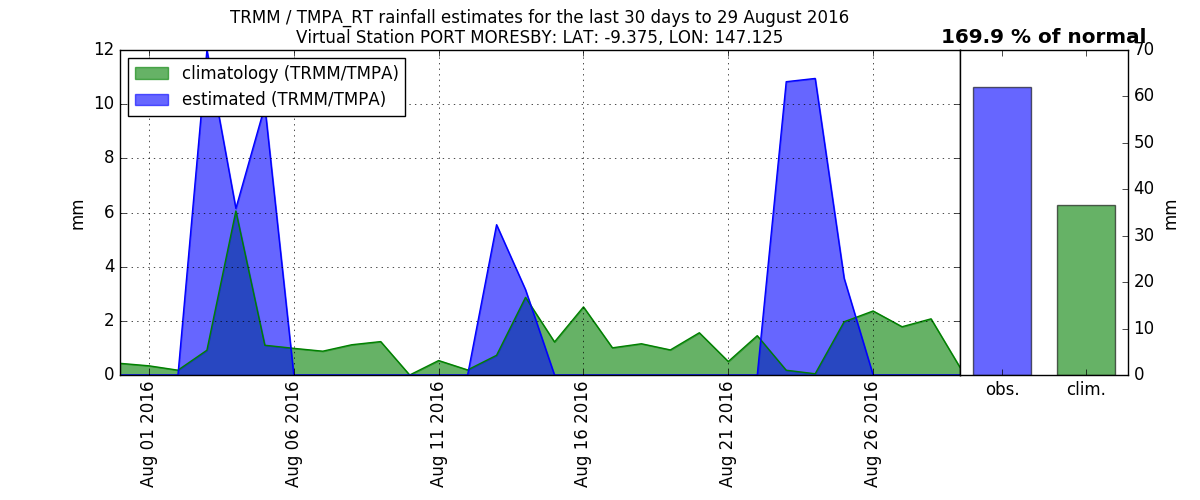 TRMM / TMPA_RT rainfall estimates for the last 30 days to 29 August 2016
Virtual Station PORT MORESBY: LAT: -9.375, LON: 147.125
169.9 % of normal
climatology (TRMM/TMPA)
estimated (TRMM/TMPA)
12
10
8
6
4
2
0
mm
Aug 01 2016
Aug 06 2016
Aug 11 2016
Aug 16 2016
Aug 21 2016
Aug 26 2016
70
60
50
40
30
20
10
0
mm
obs.
clim.